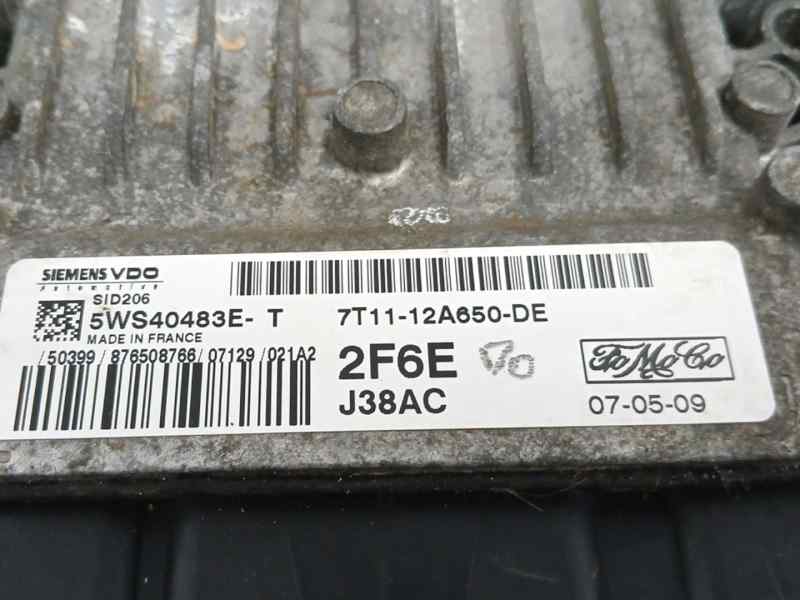 SIEMENS VDO
Automotive
SID206
5WS40483E- T
7T11-12A650-DE
MADE IN FRANCE
/50399/876508766/07129/021A2
2F6E
FoMoCo
J38AC
07-05-09